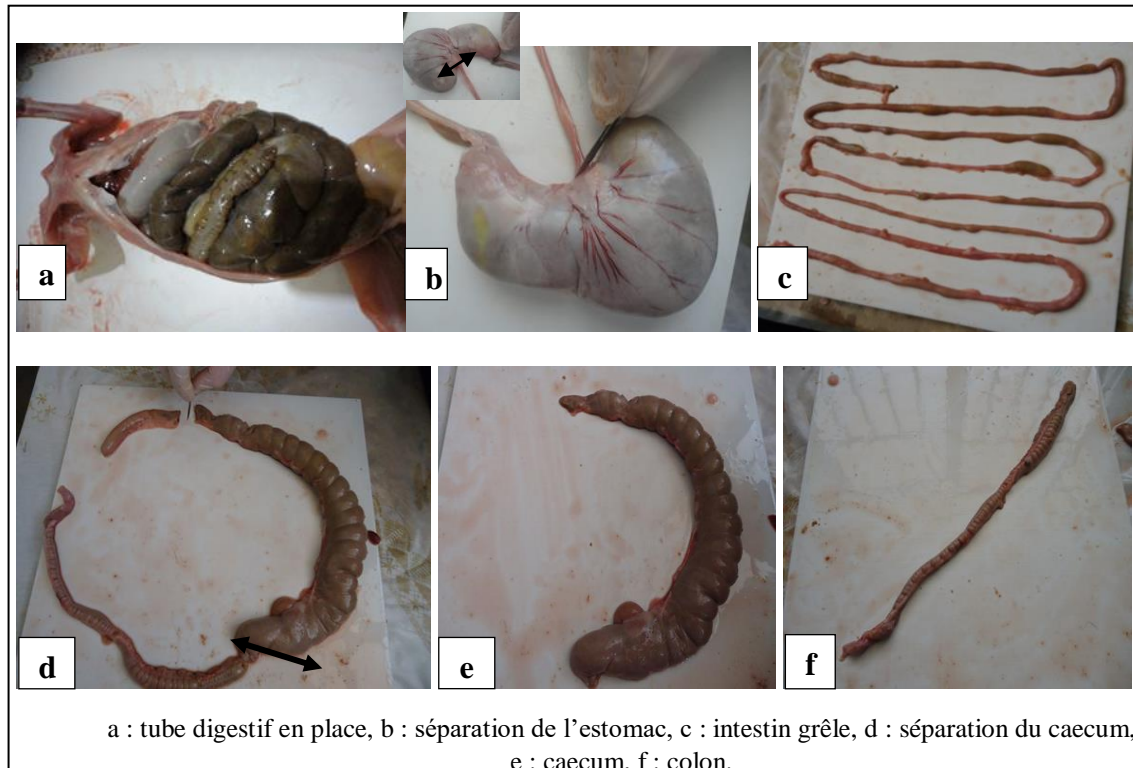 a
b
c
d
e
f
a : tube digestif en place, b : séparation de l’estomac, c : intestin grêle, d : séparation du caecum,
e : caecum, f : colon.